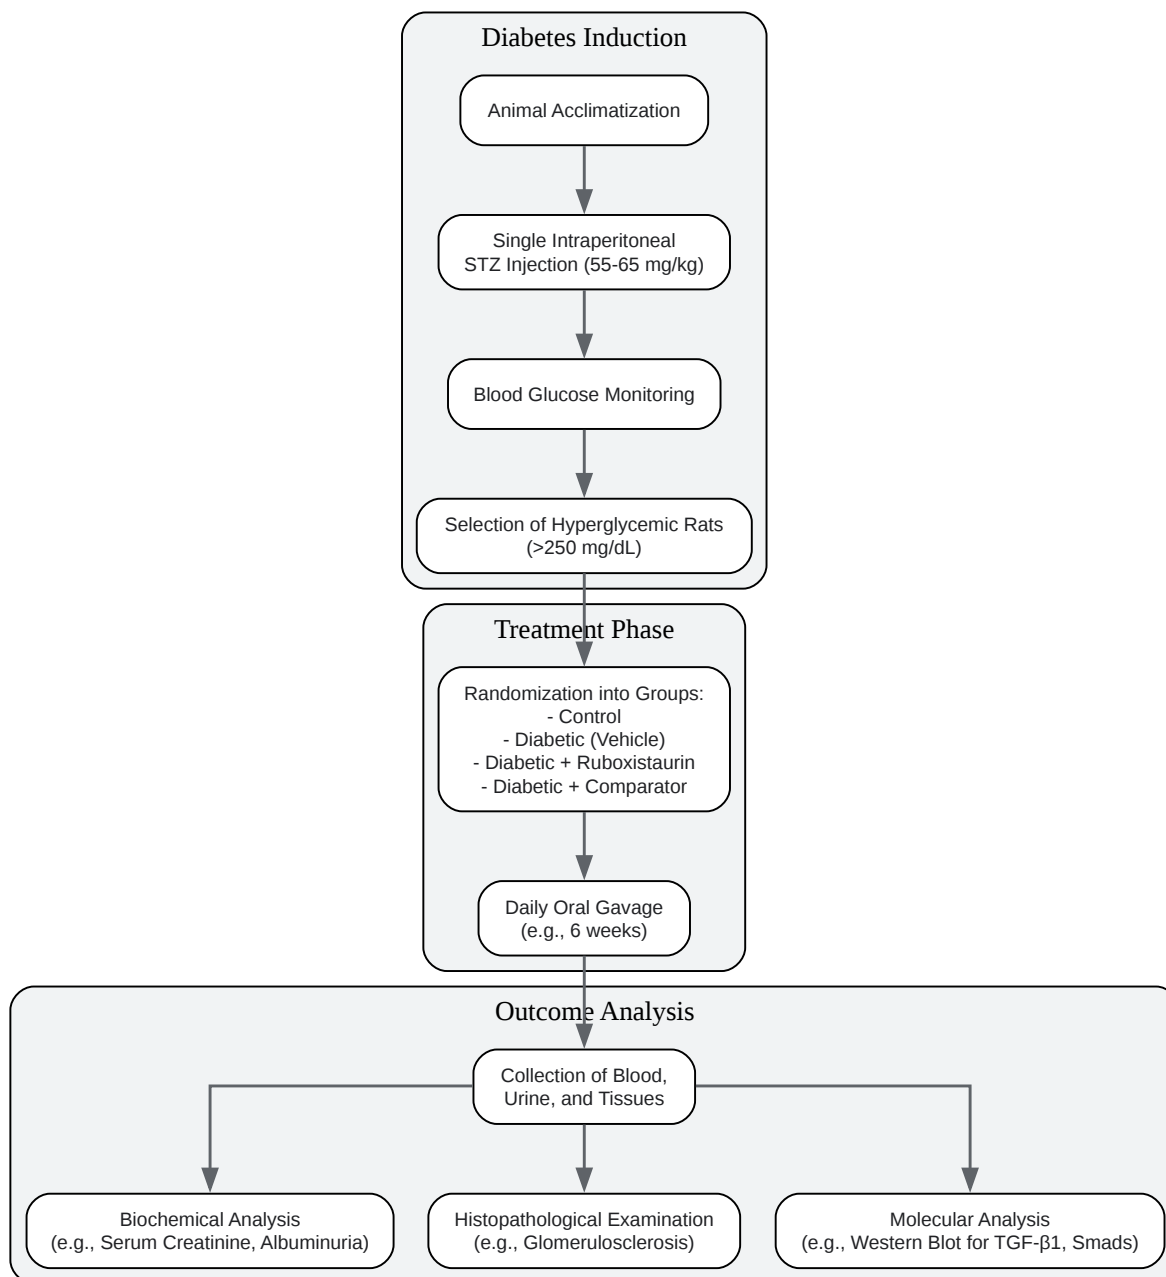 Diabetes Induction
Animal Acclimatization
Single Intraperitoneal
STZ Injection (55-65 mg/kg)
Blood Glucose Monitoring
Selection of Hyperglycemic Rats
(>250 mg/dL)
Treatment Phase
Randomization into Groups:
- Control
- Diabetic (Vehicle)
- Diabetic + Ruboxistaurin
- Diabetic + Comparator
Daily Oral Gavage
(e.g., 6 weeks)
Outcome Analysis
Collection of Blood,
Urine, and Tissues
Biochemical Analysis
(e.g., Serum Creatinine, Albuminuria)
Histopathological Examination
(e.g., Glomerulosclerosis)
Molecular Analysis
(e.g., Western Blot for TGF-β1, Smads)